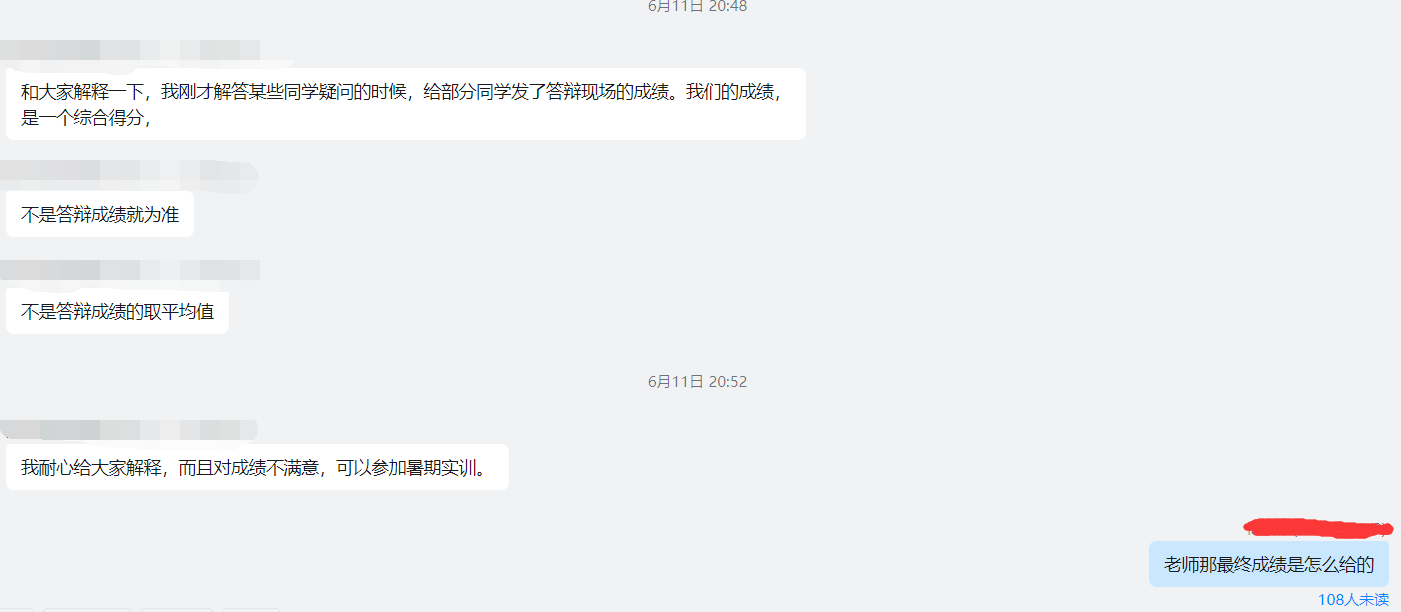 6月11日 20:48
和大家解释一下，我刚才解答某些同学疑问的时候，给部分同学发了答辩现场的成绩。我们的成绩，
是一个综合得分，
不是答辩成绩就为准
不是答辩成绩的取平均值
6月11日 20:52
我耐心给大家解释，而且对成绩不满意，可以参加暑期实训。
老师那最终成绩是怎么给的
108人未读